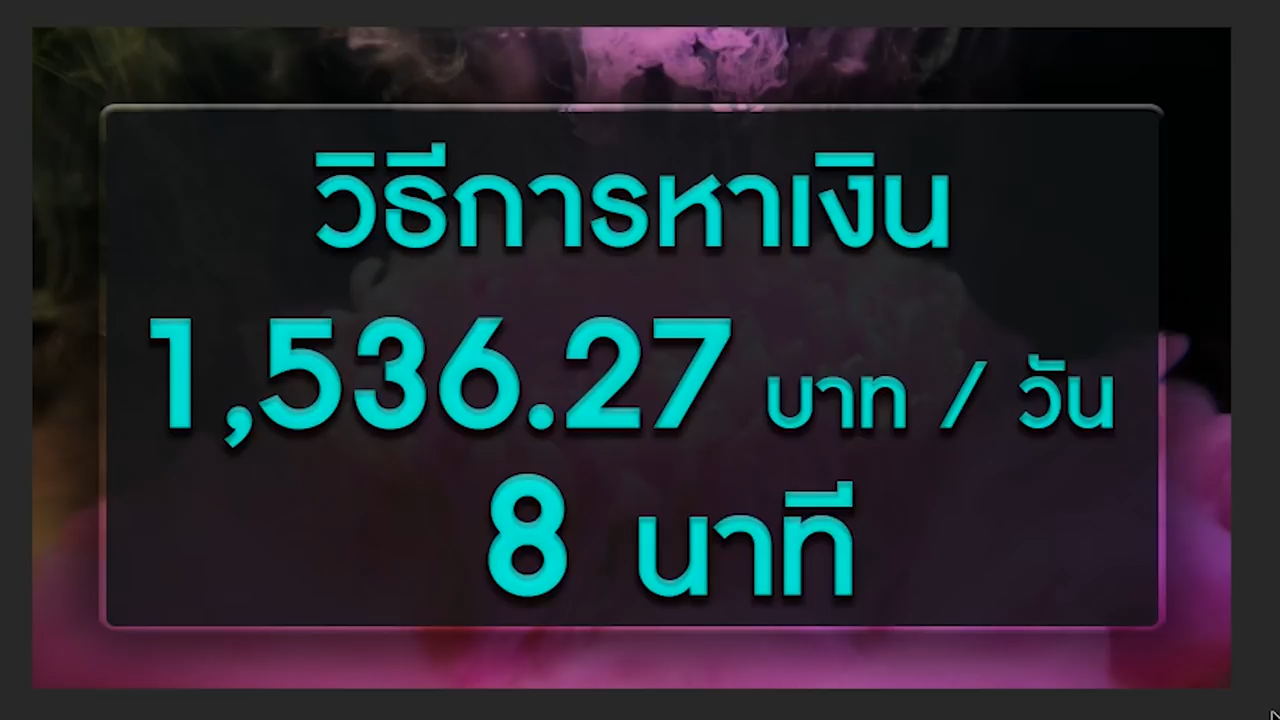 วิธีการหาเงิน
1,536.27 บาท / วัน
8 นาที